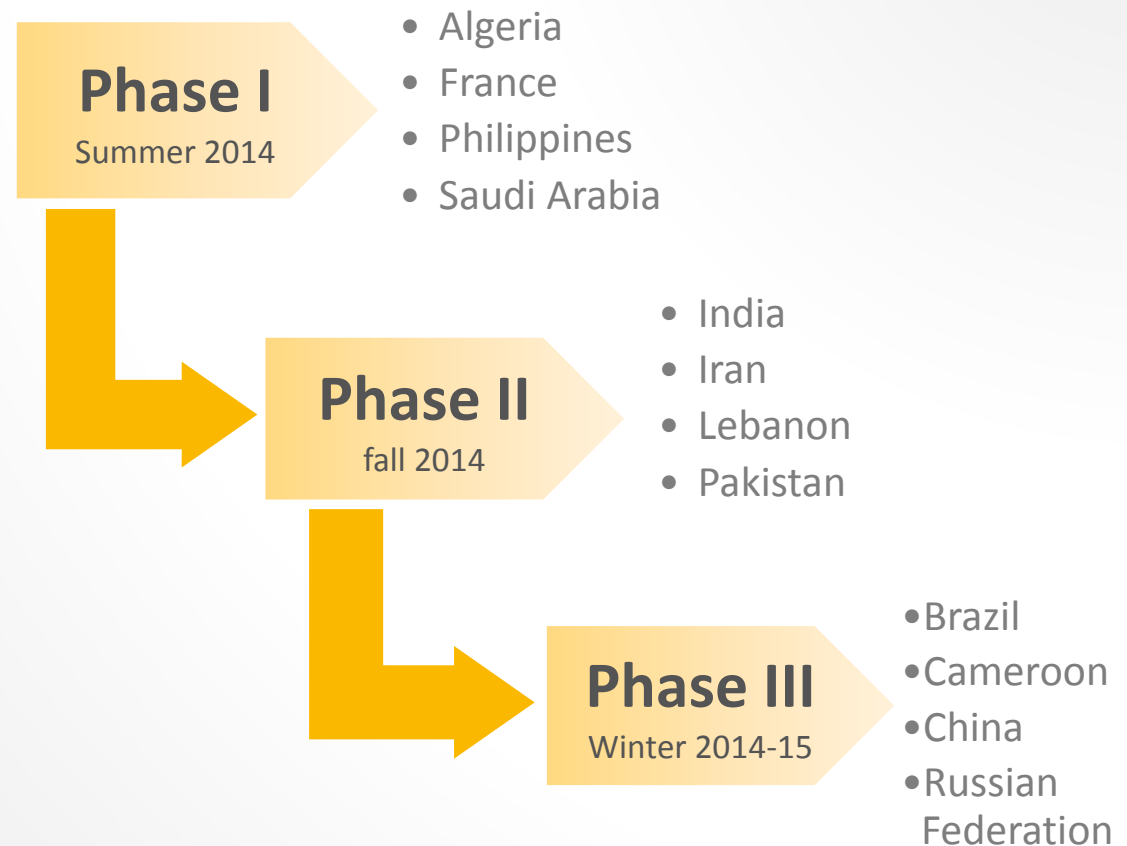 Phase I
Summer 2014
• Algeria
• France
• Philippines
• Saudi Arabia
Phase II
fall 2014
• India
• Iran
• Lebanon
• Pakistan
Phase III
Winter 2014-15
•Brazil
•Cameroon
•China
•Russian
Federation